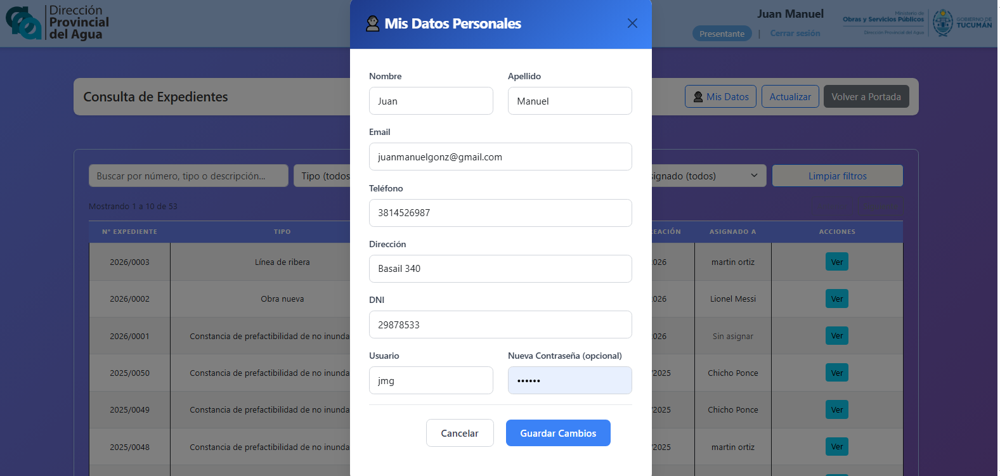 Dirección
Provincial
del Agua
Mis Datos Personales
Juan Manuel
Presentante | Cerrar sesión
Ministerio de
Obras y Servicios Públicos
Dirección Provincial del Agua
GOBIERNO DE
TUCUMÁN
Consulta de Expedientes
Mis Datos
Actualizar
Volver a Portada
Nombre
Apellido
Juan
Manuel
Email
juanmanuelgonz@gmail.com
Teléfono
3814526987
Dirección
Basail 340
DNI
29878533
Usuario
Nueva Contraseña (opcional)
jmg
••••••
Cancelar
Guardar Cambios
Buscar por número, tipo o descripción...
Tipo (todos
signado (todos)
Limpiar filtros
Mostrando 1 a 10 de 53
N° EXPEDIENTE TIPO EACIÓN ASIGNADO A ACCIONES
2026/0003 Línea de ribera 026 martin ortiz Ver
2026/0002 Obra nueva 026 Lionel Messi Ver
2026/0001 Constancia de prefactibilidad de no inunda 026 Sin asignar Ver
2025/0050 Constancia de prefactibilidad de no inunda /2025 Chicho Ponce Ver
2025/0049 Constancia de prefactibilidad de no inunda /2025 Chicho Ponce Ver
2025/0048 Constancia de prefactibilidad de no inunda /2025 martin ortiz Ver